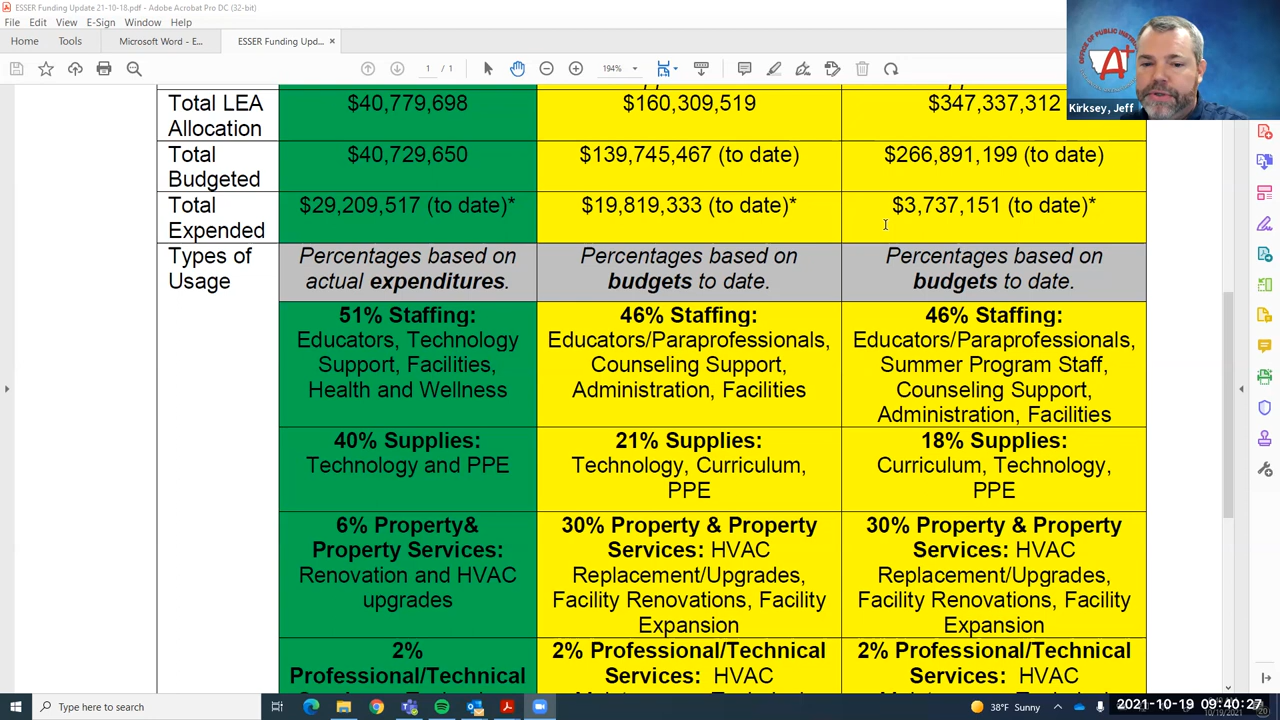 ESSER Funding Update 21-10-18.pdf - Adobe Acrobat Pro DC (32-bit)
File Edit View E-Sign Window Help
Home Tools Microsoft Word - E... ESSER Funding Upd... ×
1 / 1 194%
OFFICE OF PUBLIC
A+
Kirksey, Jeff
Total LEA Allocation
$40,779,698
$160,309,519
$347,337,312
Total Budgeted
$40,729,650
$139,745,467 (to date)
$266,891,199 (to date)
Total Expended
$29,209,517 (to date)*
$19,819,333 (to date)*
$3,737,151 (to date)*
Types of Usage
Percentages based on
actual expenditures.
Percentages based on
budgets to date.
Percentages based on
budgets to date.
51% Staffing:
Educators, Technology
Support, Facilities,
Health and Wellness
46% Staffing:
Educators/Paraprofessionals,
Counseling Support,
Administration, Facilities
46% Staffing:
Educators/Paraprofessionals,
Summer Program Staff,
Counseling Support,
Administration, Facilities
40% Supplies:
Technology and PPE
21% Supplies:
Technology, Curriculum,
PPE
18% Supplies:
Curriculum, Technology,
PPE
6% Property&
Property Services:
Renovation and HVAC
upgrades
30% Property & Property
Services: HVAC
Replacement/Upgrades,
Facility Renovations, Facility
Expansion
30% Property & Property
Services: HVAC
Replacement/Upgrades,
Facility Renovations, Facility
Expansion
2%
Professional/Technical
2% Professional/Technical
Services: HVAC
2% Professional/Technical
Services: HVAC
Type here to search
38°F Sunny
2021-10-19 09:40:27